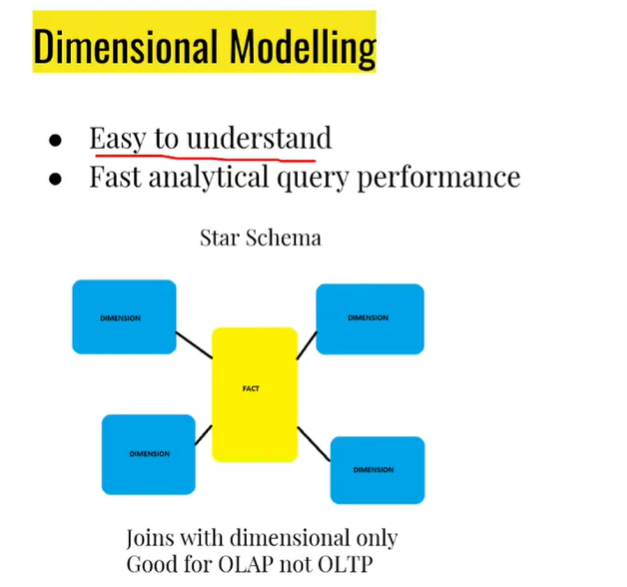 Dimensional Modelling
● Easy to understand
● Fast analytical query performance
Star Schema
DIMENSION
DIMENSION
FACT
DIMENSION
DIMENSION
Joins with dimensional only
Good for OLAP not OLTP